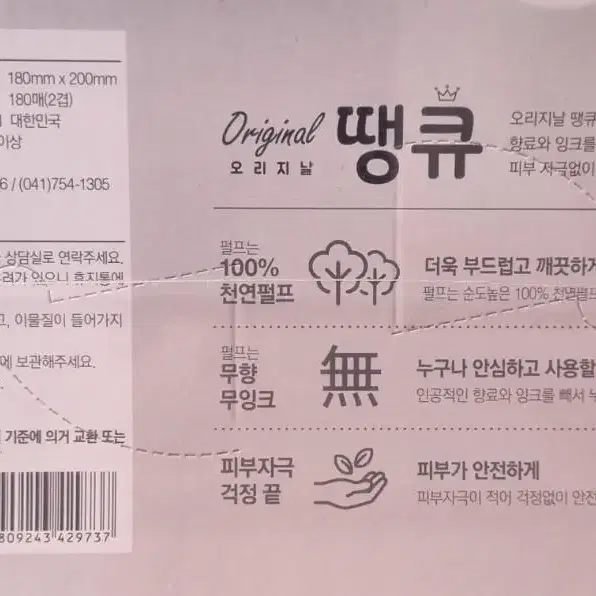 180mm x 200mm
180매(2겹)
대한민국
이상
6 / (041)754-1305
상담실로 연락주세요.
려가 있으니 휴지통에
고, 이물질이 들어가지
에 보관해주세요.
기준에 의거 교환 또는
809243 429737
Original 땡큐
오리지날
오리지날 땡큐
향료와 잉크를
피부 자극없이
펄프는
100%
천연펄프
더욱 부드럽고 깨끗하게
펄프는 순도높은 100% 천연펄프
펄프는
무향
무잉크
無
누구나 안심하고 사용할
인공적인 향료와 잉크를 빼서 누
피부자극
걱정 끝
피부가 안전하게
피부자극이 적어 걱정없이 안전